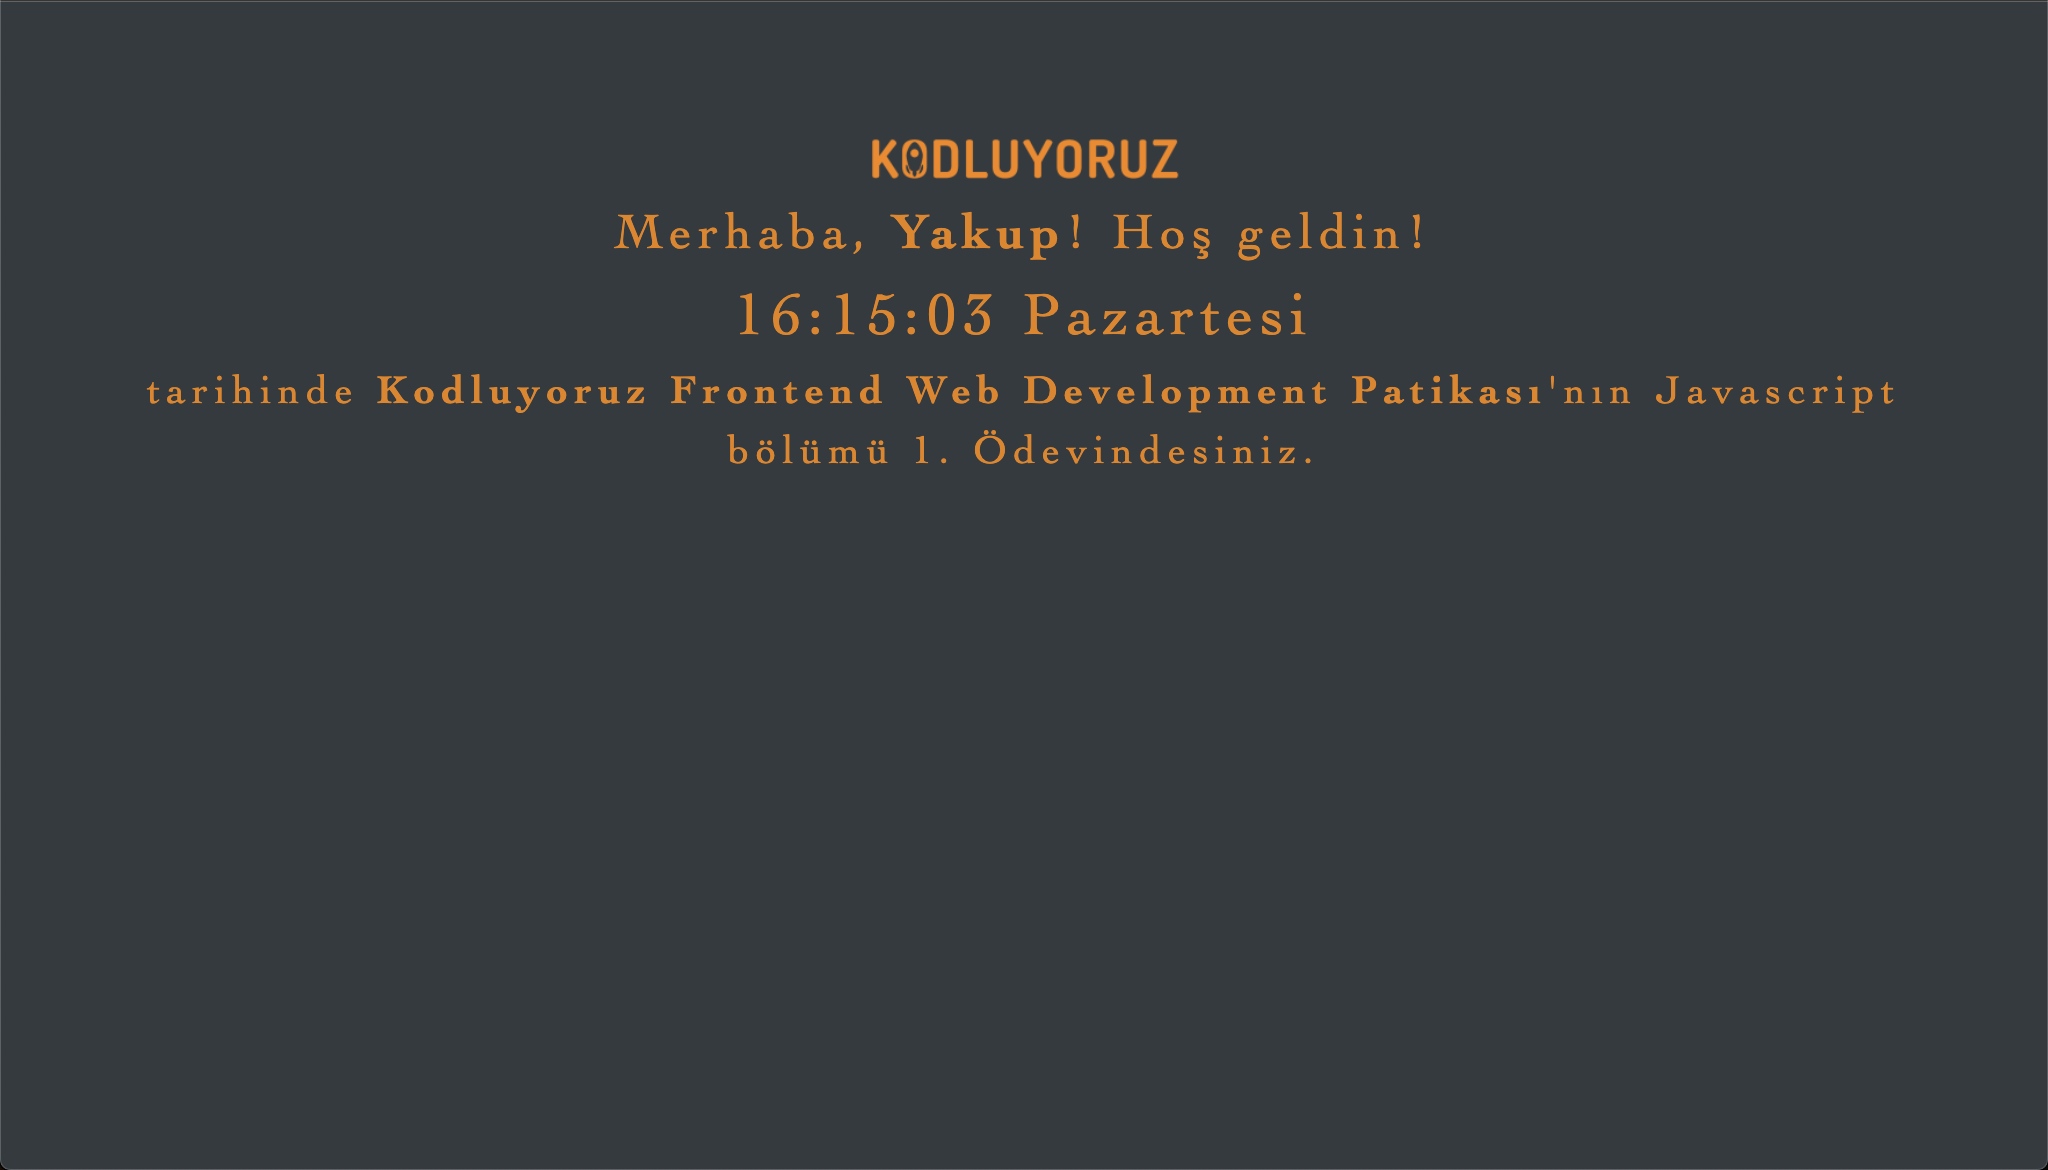 KODLUYORUZ
Merhaba, Yakup! Hoş geldin!
16:15:03 Pazartesi
tarihinde Kodluyoruz Frontend Web Development Patikası'nın Javascript
bölümü 1. Ödevindesiniz.